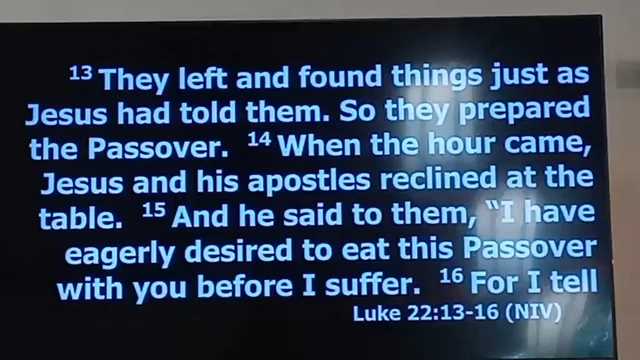 13 They left and found things just as
Jesus had told them. So they prepared
the Passover. 14 When the hour came,
Jesus and his apostles reclined at the
table. 15 And he said to them, “I have
eagerly desired to eat this Passover
with you before I suffer. 16 For I tell
Luke 22:13-16 (NIV)